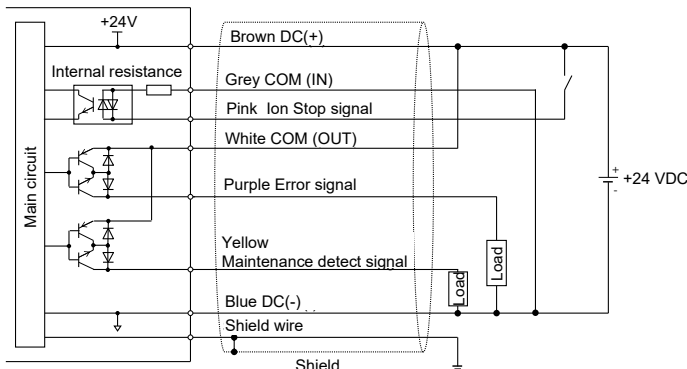 +24V
Brown DC(+)
Internal resistance
Grey COM (IN)
Pink Ion Stop signal
White COM (OUT)
Main circuit
Purple Error signal
+
+24 VDC
-
Yellow
Maintenance detect signal
Load
Load
Blue DC(-)
Shield wire
Shield